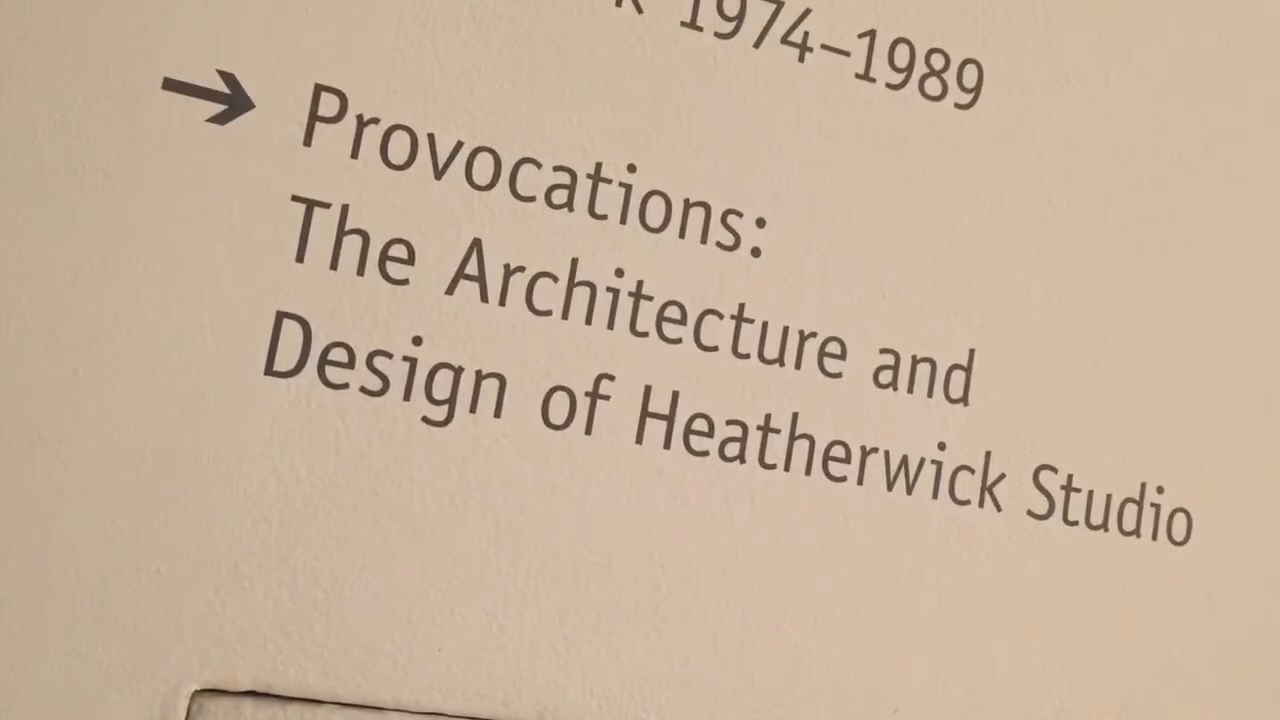 1974–1989
→ Provocations:
The Architecture and
Design of Heatherwick Studio